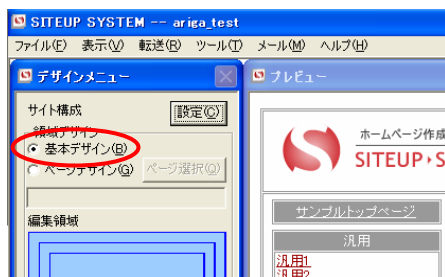 SITEUP SYSTEM -- ariga_test
ファイル(F) 表示(V) 転送(R) ツール(T) メール(M) ヘルプ(H)
デザインメニュー
サイト構成 設定(C)
領域デザイン
基本デザイン(B)
ページデザイン(G) ページ選択(O)
編集領域
プレビュー
ホームページ作成
SITEUP・S
サンプルトップページ
汎用
汎用1
汎用2